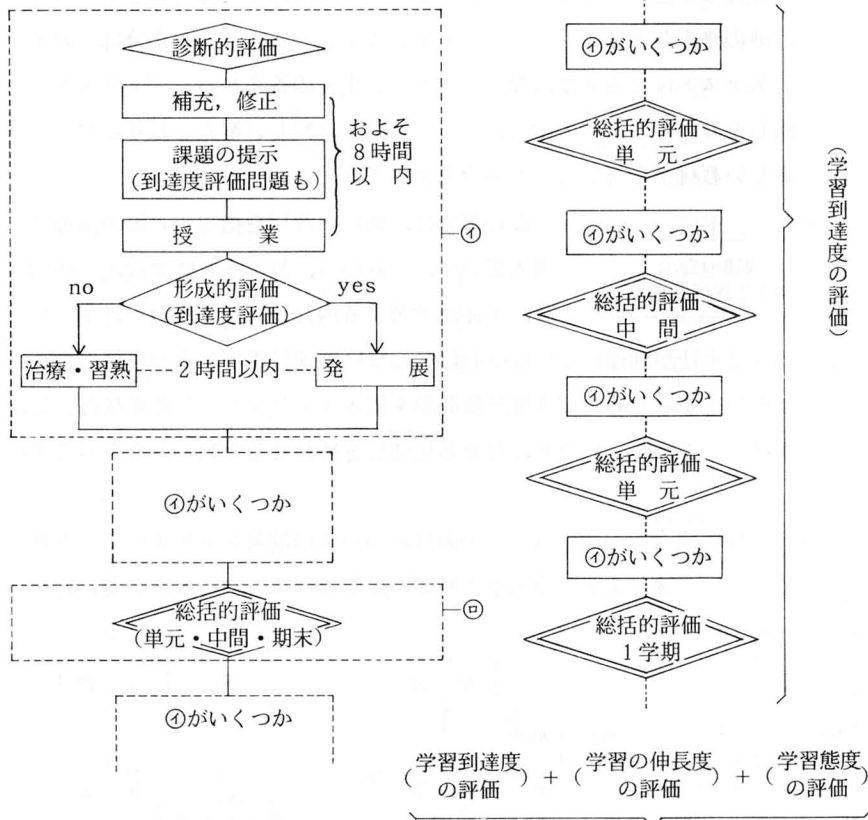 診断的評価
補充，修正
課題の提示
(到達度評価問題も)
授　　業
およそ
8時間
以　内
㋑
形成的評価
(到達度評価)
no
yes
治療・習熟
2時間以内
発　　展
㋑がいくつか
総括的評価
(単元・中間・期末)
㋺
㋑がいくつか
㋑がいくつか
総括的評価
単　元
㋑がいくつか
総括的評価
中　間
㋑がいくつか
総括的評価
単　元
㋑がいくつか
総括的評価
1学期
(学習到達度の評価)
(学習到達度の評価) + (学習の伸長度の評価) + (学習態度の評価)